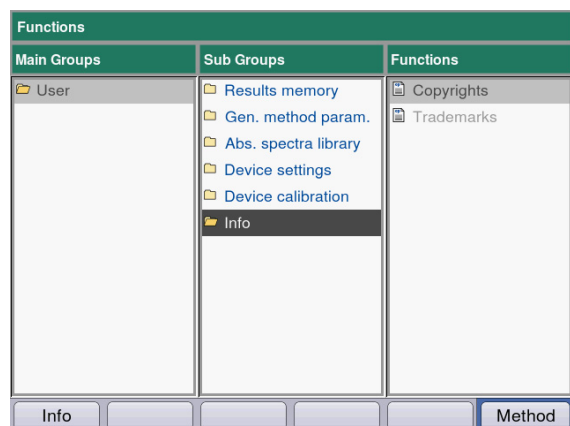 Functions
Main Groups
Sub Groups
Functions
User
Results memory
Gen. method param.
Abs. spectra library
Device settings
Device calibration
Info
Copyrights
Trademarks
Info
Method